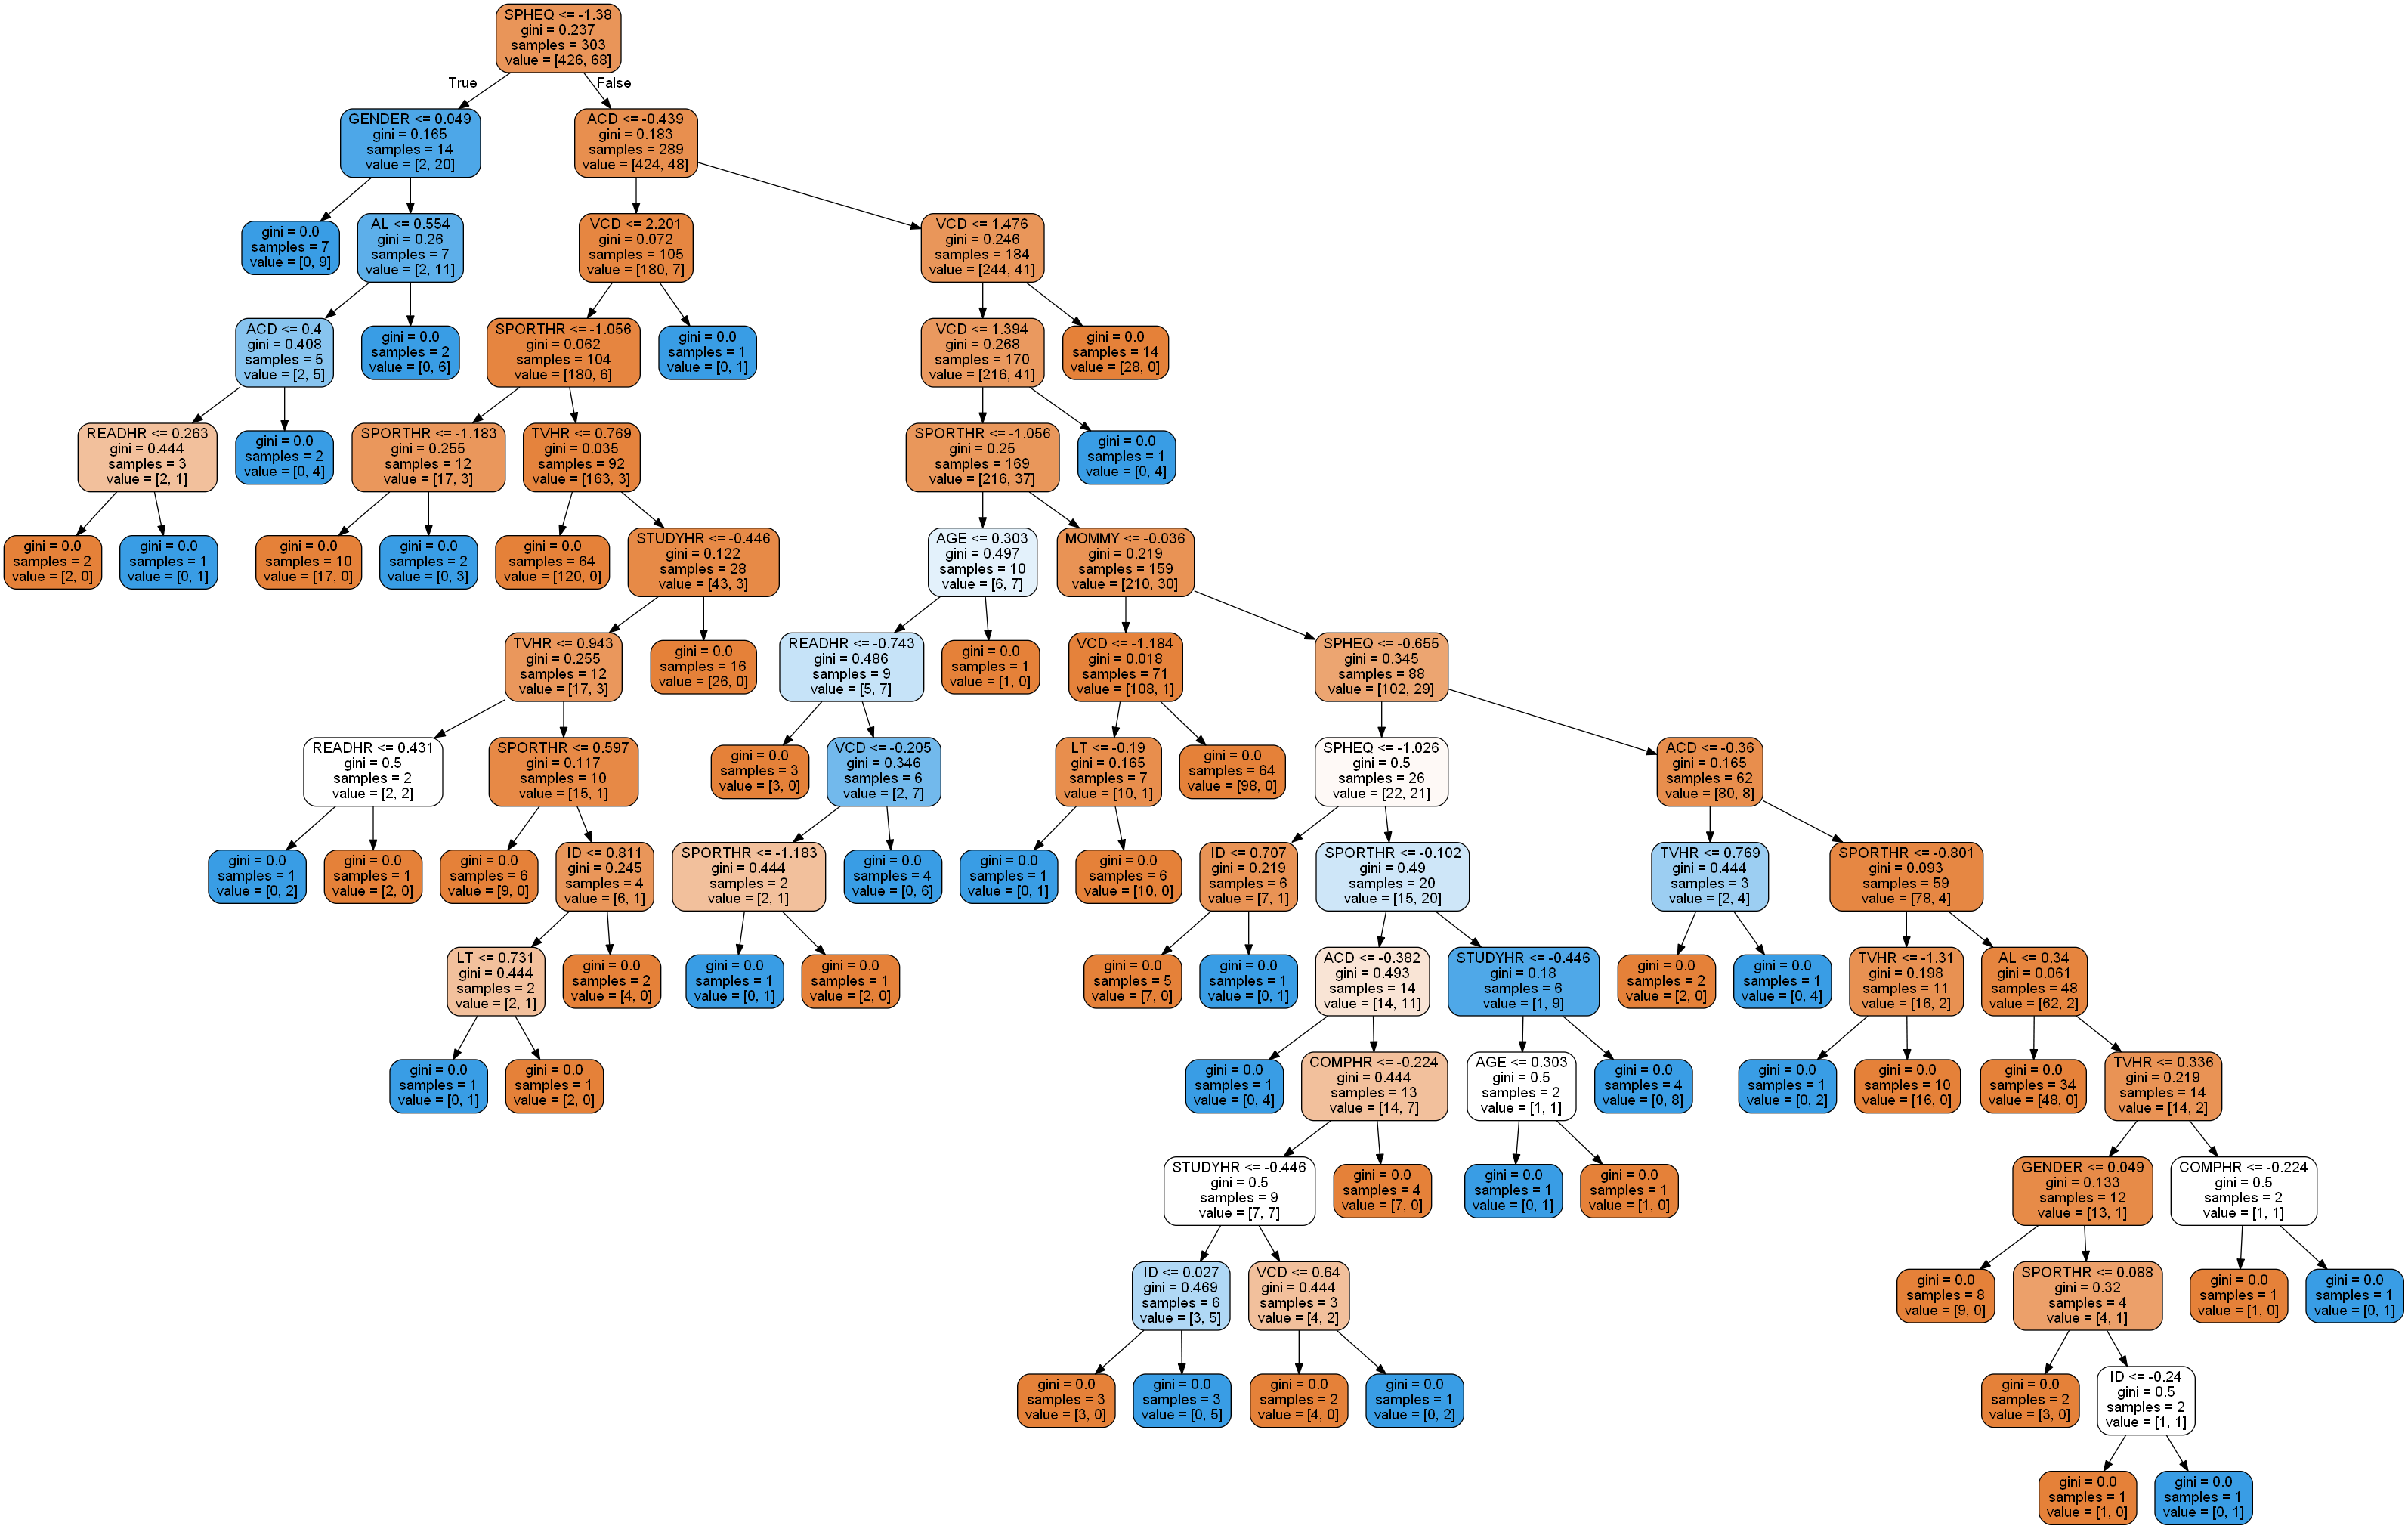 SPHEQ <= -1.38
gini = 0.237
samples = 303
value = [426, 68]
True
False
GENDER <= 0.049
gini = 0.165
samples = 14
value = [2, 20]
ACD <= -0.439
gini = 0.183
samples = 289
value = [424, 48]
gini = 0.0
samples = 7
value = [0, 9]
AL <= 0.554
gini = 0.26
samples = 7
value = [2, 11]
VCD <= 2.201
gini = 0.072
samples = 105
value = [180, 7]
VCD <= 1.476
gini = 0.246
samples = 184
value = [244, 41]
ACD <= 0.4
gini = 0.408
samples = 5
value = [2, 5]
gini = 0.0
samples = 2
value = [0, 6]
SPORTHR <= -1.056
gini = 0.062
samples = 104
value = [180, 6]
gini = 0.0
samples = 1
value = [0, 1]
VCD <= 1.394
gini = 0.268
samples = 170
value = [216, 41]
gini = 0.0
samples = 14
value = [28, 0]
READHR <= 0.263
gini = 0.444
samples = 3
value = [2, 1]
gini = 0.0
samples = 2
value = [0, 4]
SPORTHR <= -1.183
gini = 0.255
samples = 12
value = [17, 3]
TVHR <= 0.769
gini = 0.035
samples = 92
value = [163, 3]
SPORTHR <= -1.056
gini = 0.25
samples = 169
value = [216, 37]
gini = 0.0
samples = 1
value = [0, 4]
gini = 0.0
samples = 2
value = [2, 0]
gini = 0.0
samples = 1
value = [0, 1]
gini = 0.0
samples = 10
value = [17, 0]
gini = 0.0
samples = 2
value = [0, 3]
gini = 0.0
samples = 64
value = [120, 0]
STUDYHR <= -0.446
gini = 0.122
samples = 28
value = [43, 3]
AGE <= 0.303
gini = 0.497
samples = 10
value = [6, 7]
MOMMY <= -0.036
gini = 0.219
samples = 159
value = [210, 30]
TVHR <= 0.943
gini = 0.255
samples = 12
value = [17, 3]
gini = 0.0
samples = 16
value = [26, 0]
READHR <= -0.743
gini = 0.486
samples = 9
value = [5, 7]
gini = 0.0
samples = 1
value = [1, 0]
VCD <= -1.184
gini = 0.018
samples = 71
value = [108, 1]
SPHEQ <= -0.655
gini = 0.345
samples = 88
value = [102, 29]
READHR <= 0.431
gini = 0.5
samples = 2
value = [2, 2]
SPORTHR <= 0.597
gini = 0.117
samples = 10
value = [15, 1]
gini = 0.0
samples = 3
value = [3, 0]
VCD <= -0.205
gini = 0.346
samples = 6
value = [2, 7]
LT <= -0.19
gini = 0.165
samples = 7
value = [10, 1]
gini = 0.0
samples = 64
value = [98, 0]
SPHEQ <= -1.026
gini = 0.5
samples = 26
value = [22, 21]
ACD <= -0.36
gini = 0.165
samples = 62
value = [80, 8]
gini = 0.0
samples = 1
value = [0, 2]
gini = 0.0
samples = 1
value = [2, 0]
gini = 0.0
samples = 6
value = [9, 0]
ID <= 0.811
gini = 0.245
samples = 4
value = [6, 1]
SPORTHR <= -1.183
gini = 0.444
samples = 2
value = [2, 1]
gini = 0.0
samples = 4
value = [0, 6]
gini = 0.0
samples = 1
value = [0, 1]
gini = 0.0
samples = 6
value = [10, 0]
ID <= 0.707
gini = 0.219
samples = 6
value = [7, 1]
SPORTHR <= -0.102
gini = 0.49
samples = 20
value = [15, 20]
TVHR <= 0.769
gini = 0.444
samples = 3
value = [2, 4]
SPORTHR <= -0.801
gini = 0.093
samples = 59
value = [78, 4]
LT <= 0.731
gini = 0.444
samples = 2
value = [2, 1]
gini = 0.0
samples = 2
value = [4, 0]
gini = 0.0
samples = 1
value = [0, 1]
gini = 0.0
samples = 1
value = [2, 0]
gini = 0.0
samples = 5
value = [7, 0]
gini = 0.0
samples = 1
value = [0, 1]
ACD <= -0.382
gini = 0.493
samples = 14
value = [14, 11]
STUDYHR <= -0.446
gini = 0.18
samples = 6
value = [1, 9]
gini = 0.0
samples = 2
value = [2, 0]
gini = 0.0
samples = 1
value = [0, 4]
TVHR <= -1.31
gini = 0.198
samples = 11
value = [16, 2]
AL <= 0.34
gini = 0.061
samples = 48
value = [62, 2]
gini = 0.0
samples = 1
value = [0, 1]
gini = 0.0
samples = 1
value = [2, 0]
gini = 0.0
samples = 1
value = [0, 4]
COMPHR <= -0.224
gini = 0.444
samples = 13
value = [14, 7]
AGE <= 0.303
gini = 0.5
samples = 2
value = [1, 1]
gini = 0.0
samples = 4
value = [0, 8]
gini = 0.0
samples = 1
value = [0, 2]
gini = 0.0
samples = 10
value = [16, 0]
gini = 0.0
samples = 34
value = [48, 0]
TVHR <= 0.336
gini = 0.219
samples = 14
value = [14, 2]
STUDYHR <= -0.446
gini = 0.5
samples = 9
value = [7, 7]
gini = 0.0
samples = 4
value = [7, 0]
gini = 0.0
samples = 1
value = [0, 1]
gini = 0.0
samples = 1
value = [1, 0]
GENDER <= 0.049
gini = 0.133
samples = 12
value = [13, 1]
COMPHR <= -0.224
gini = 0.5
samples = 2
value = [1, 1]
ID <= 0.027
gini = 0.469
samples = 6
value = [3, 5]
VCD <= 0.64
gini = 0.444
samples = 3
value = [4, 2]
gini = 0.0
samples = 8
value = [9, 0]
SPORTHR <= 0.088
gini = 0.32
samples = 4
value = [4, 1]
gini = 0.0
samples = 1
value = [1, 0]
gini = 0.0
samples = 1
value = [0, 1]
gini = 0.0
samples = 3
value = [3, 0]
gini = 0.0
samples = 3
value = [0, 5]
gini = 0.0
samples = 2
value = [4, 0]
gini = 0.0
samples = 1
value = [0, 2]
gini = 0.0
samples = 2
value = [3, 0]
ID <= -0.24
gini = 0.5
samples = 2
value = [1, 1]
gini = 0.0
samples = 1
value = [1, 0]
gini = 0.0
samples = 1
value = [0, 1]